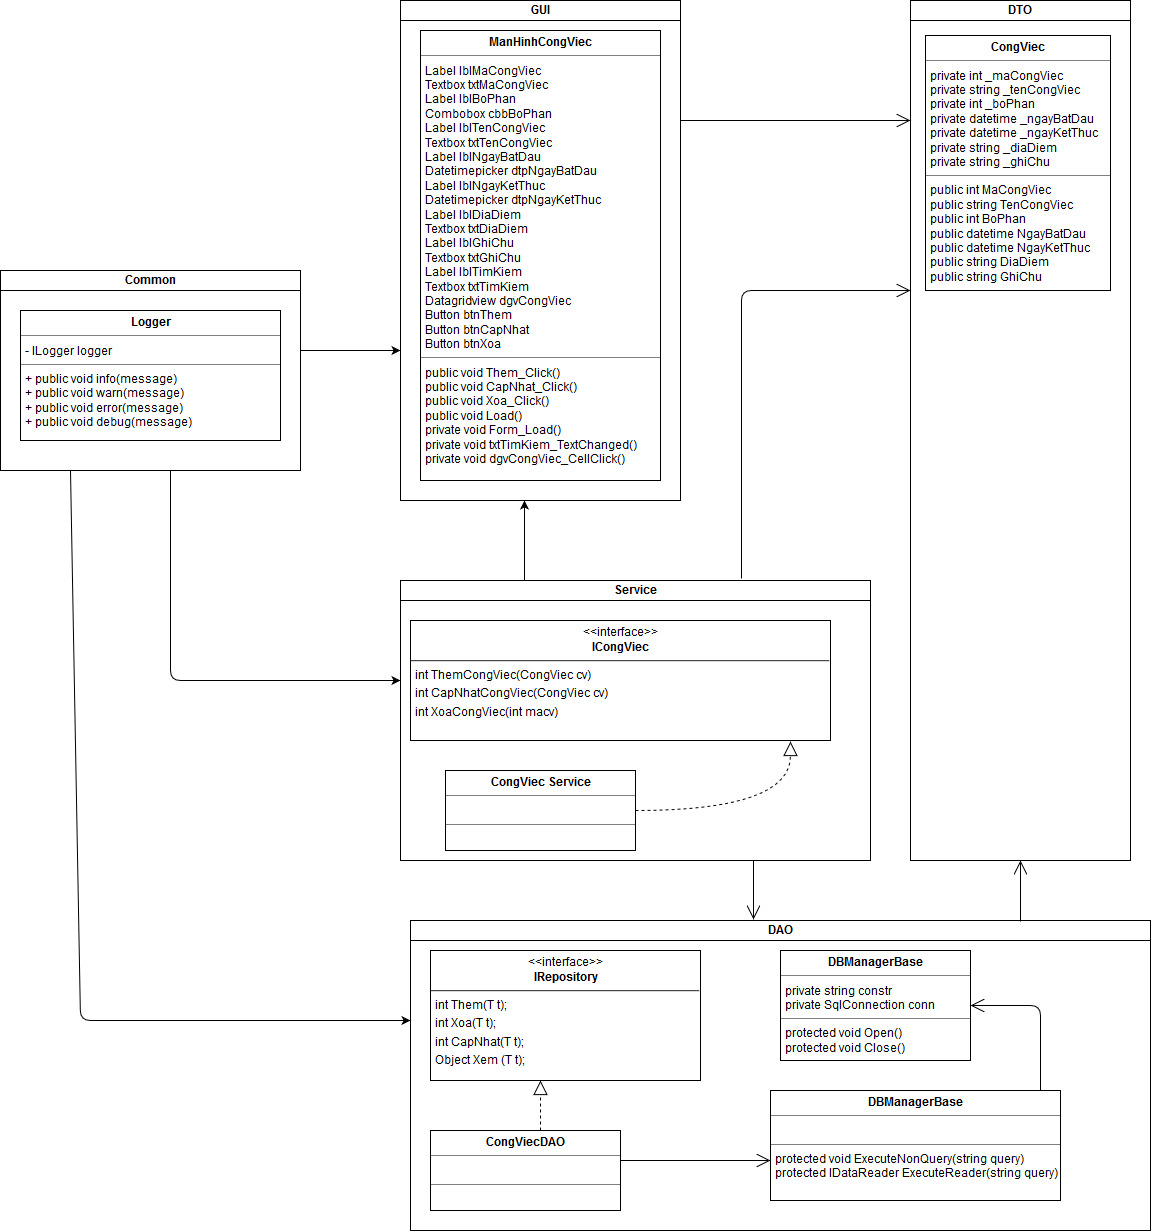 GUI
ManHinhCongViec
Label lblMaCongViec
Textbox txtMaCongViec
Label lblBoPhan
Combobox cbbBoPhan
Label lblTenCongViec
Textbox txtTenCongViec
Label lblNgayBatDau
Datetimepicker dtpNgayBatDau
Label lblNgayKetThuc
Datetimepicker dtpNgayKetThuc
Label lblDiaDiem
Textbox txtDiaDiem
Label lblGhiChu
Textbox txtGhiChu
Label lblTimKiem
Textbox txtTimKiem
Datagridview dgvCongViec
Button btnThem
Button btnCapNhat
Button btnXoa
public void Them_Click()
public void CapNhat_Click()
public void Xoa_Click()
public void Load()
private void Form_Load()
private void txtTimKiem_TextChanged()
private void dgvCongViec_CellClick()
DTO
CongViec
private int _maCongViec
private string _tenCongViec
private int _boPhan
private datetime _ngayBatDau
private datetime _ngayKetThuc
private string _diaDiem
private string _ghiChu
public int MaCongViec
public string TenCongViec
public int BoPhan
public datetime NgayBatDau
public datetime NgayKetThuc
public string DiaDiem
public string GhiChu
Common
Logger
- ILogger logger
+ public void info(message)
+ public void warn(message)
+ public void error(message)
+ public void debug(message)
Service
<<interface>>
ICongViec
int ThemCongViec(CongViec cv)
int CapNhatCongViec(CongViec cv)
int XoaCongViec(int macv)
CongViec Service
DAO
<<interface>>
IRepository
int Them(T t);
int Xoa(T t);
int CapNhat(T t);
Object Xem (T t);
CongViecDAO
DBManagerBase
private string constr
private SqlConnection conn
protected void Open()
protected void Close()
DBManagerBase
protected void ExecuteNonQuery(string query)
protected IDataReader ExecuteReader(string query)